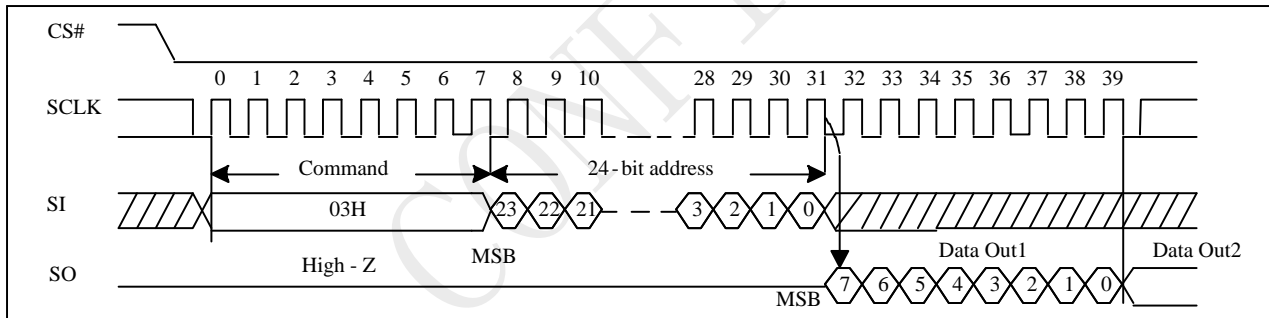 CS#
0 1 2 3 4 5 6 7 8 9 10 28 29 30 31 32 33 34 35 36 37 38 39
SCLK
Command 24-bit address
SI 03H 23 22 21 3 2 1 0
High - Z MSB Data Out1 Data Out2
SO MSB 7 6 5 4 3 2 1 0